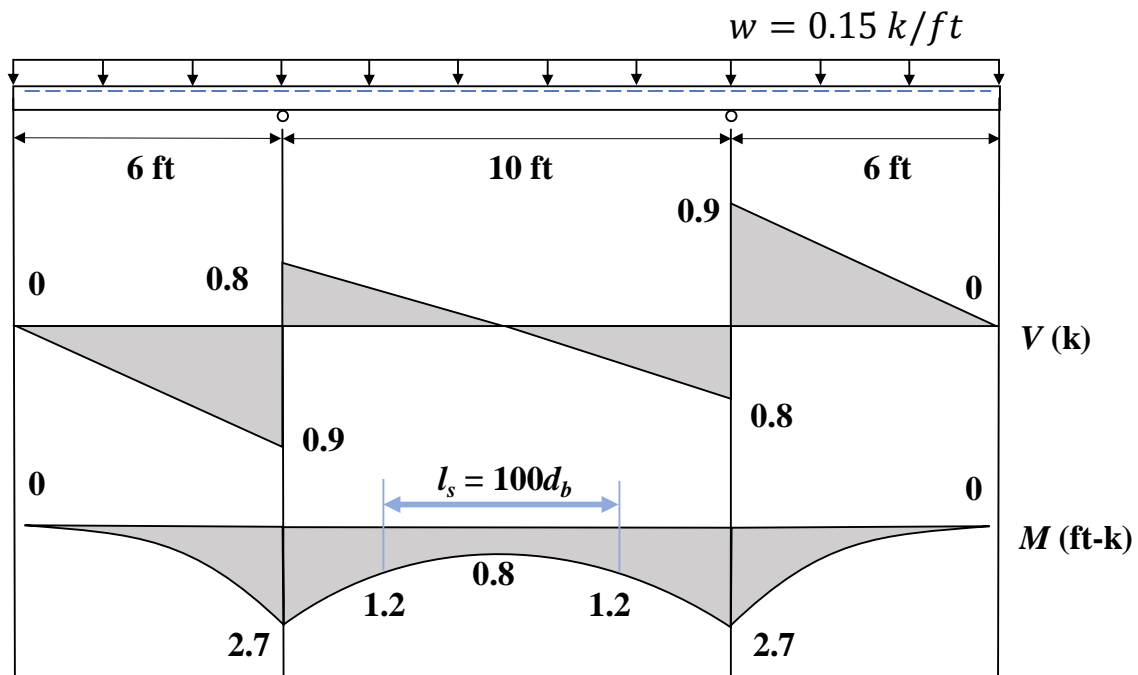 w = 0.15 k/ft
6 ft
10 ft
6 ft
0.9
0
0.8
0
V (k)
0.9
0.8
0
l_s = 100d_b
0
M (ft-k)
0.8
1.2
1.2
2.7
2.7